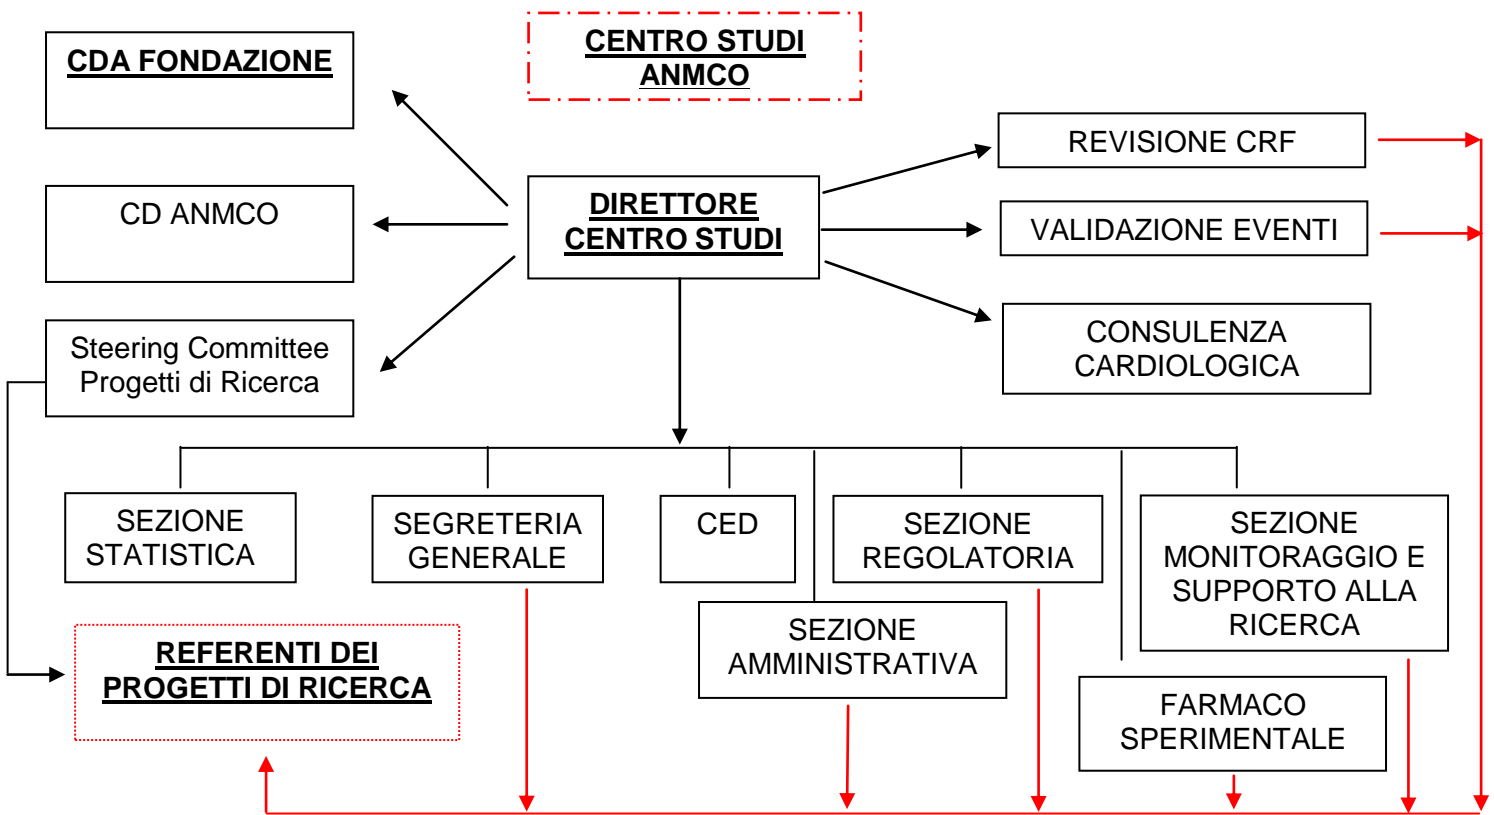 CDA FONDAZIONE
CENTRO STUDI
ANMCO
REVISIONE CRF
CD ANMCO
DIRETTORE
CENTRO STUDI
VALIDAZIONE EVENTI
Steering Committee
Progetti di Ricerca
CONSULENZA
CARDIOLOGICA
SEZIONE
STATISTICA
SEGRETERIA
GENERALE
CED
SEZIONE
REGOLATORIA
SEZIONE
MONITORAGGIO E
SUPPORTO ALLA
RICERCA
REFERENTI DEI
PROGETTI DI RICERCA
SEZIONE
AMMINISTRATIVA
FARMACO
SPERIMENTALE